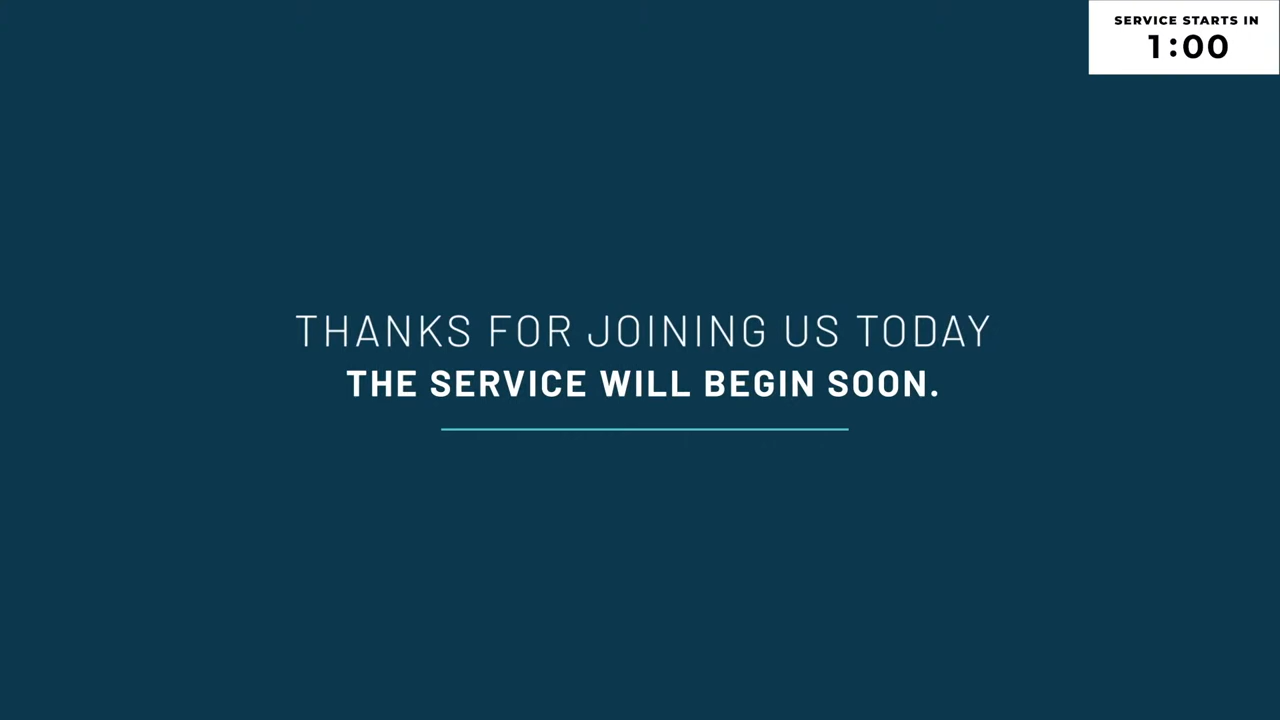 SERVICE STARTS IN
1:00
THANKS FOR JOINING US TODAY
THE SERVICE WILL BEGIN SOON.